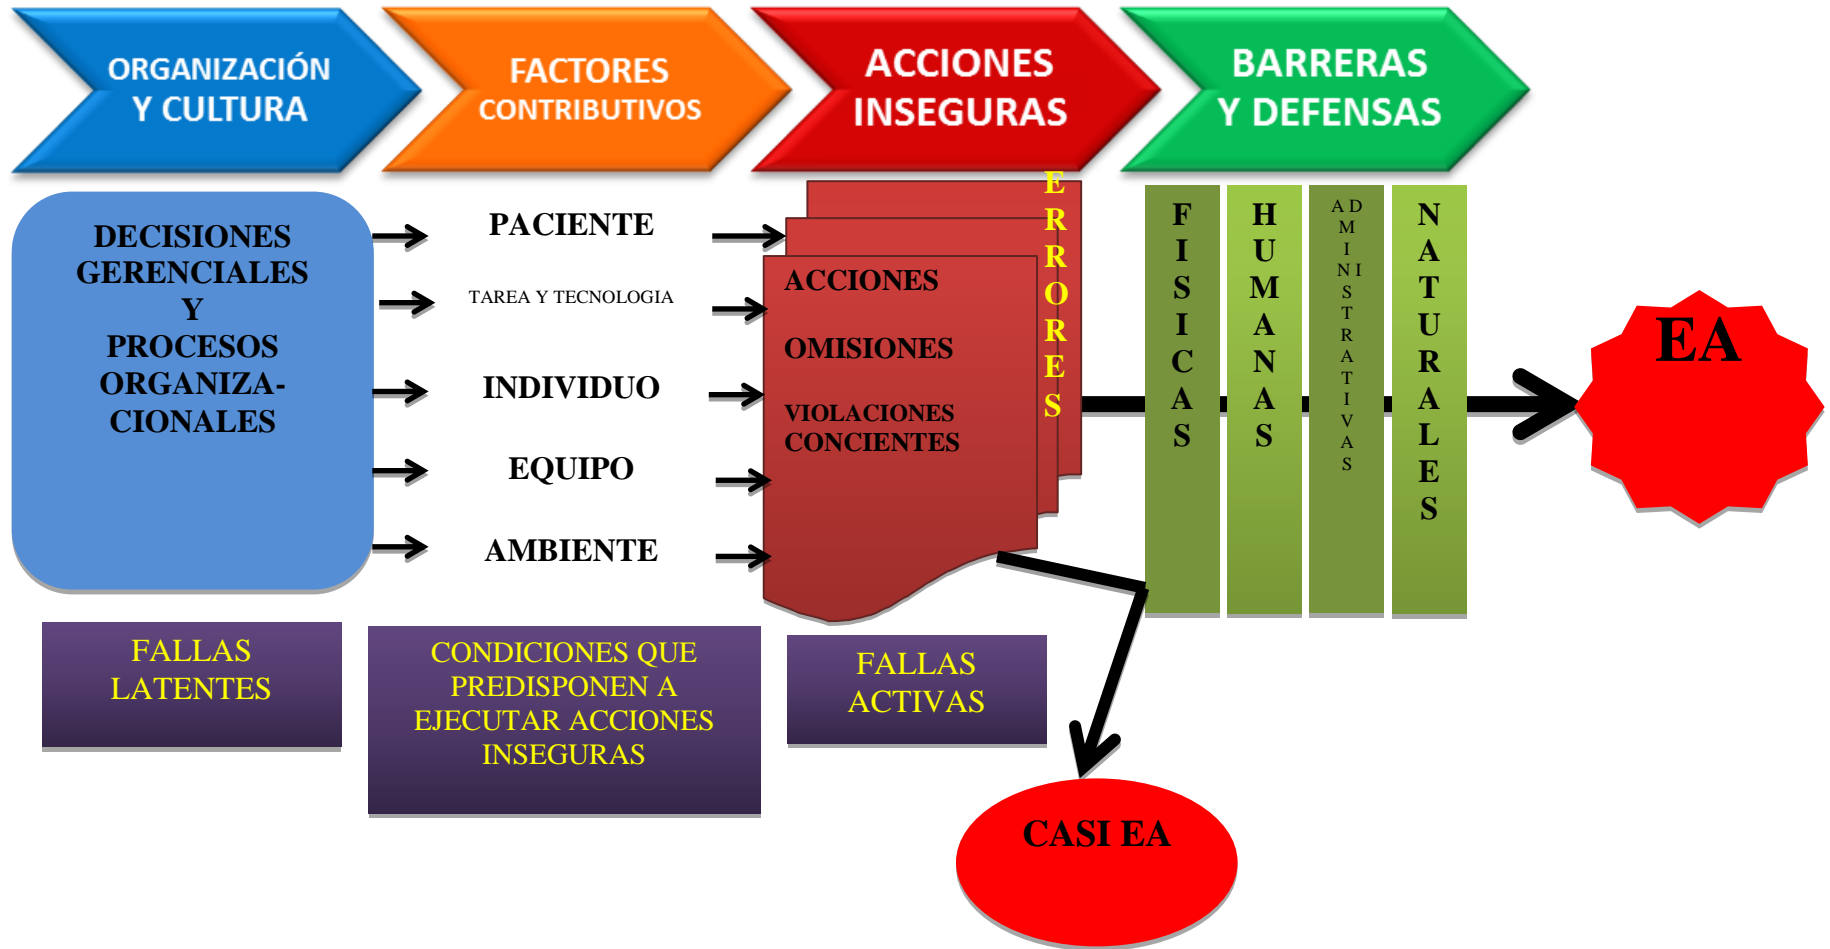 ORGANIZACIÓN
Y CULTURA
FACTORES
CONTRIBUTIVOS
ACCIONES
INSEGURAS
BARRERAS
Y DEFENSAS
DECISIONES
GERENCIALES
Y
PROCESOS
ORGANIZA-
CIONALES
PACIENTE
TAREA Y TECNOLOGIA
INDIVIDUO
EQUIPO
AMBIENTE
ERRORES
ACCIONES
OMISIONES
VIOLACIONES
CONCIENTES
FISICAS
HUMANAS
ADMINISTRATIVAS
NATURALES
EA
FALLAS
LATENTES
CONDICIONES QUE
PREDISPONEN A
EJECUTAR ACCIONES
INSEGURAS
FALLAS
ACTIVAS
CASI EA